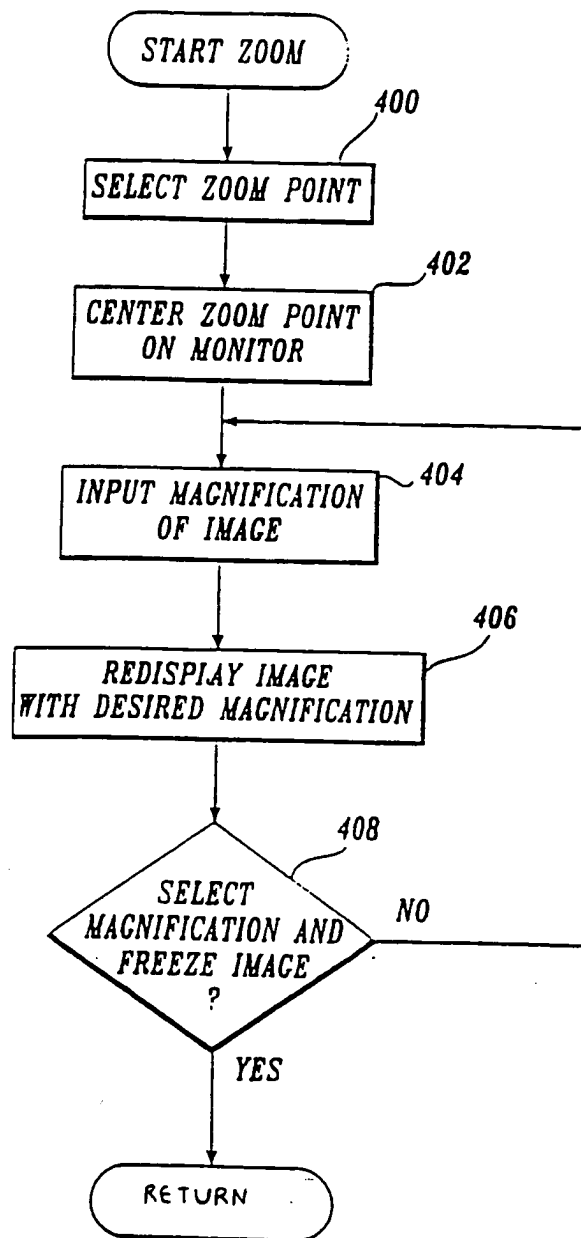 START ZOOM
400
SELECT ZOOM POINT
402
CENTER ZOOM POINT
ON MONITOR
404
INPUT MAGNIFICATION
OF IMAGE
406
REDISPLAY IMAGE
WITH DESIRED MAGNIFICATION
408
SELECT
MAGNIFICATION AND
FREEZE IMAGE
?
NO
YES
RETURN